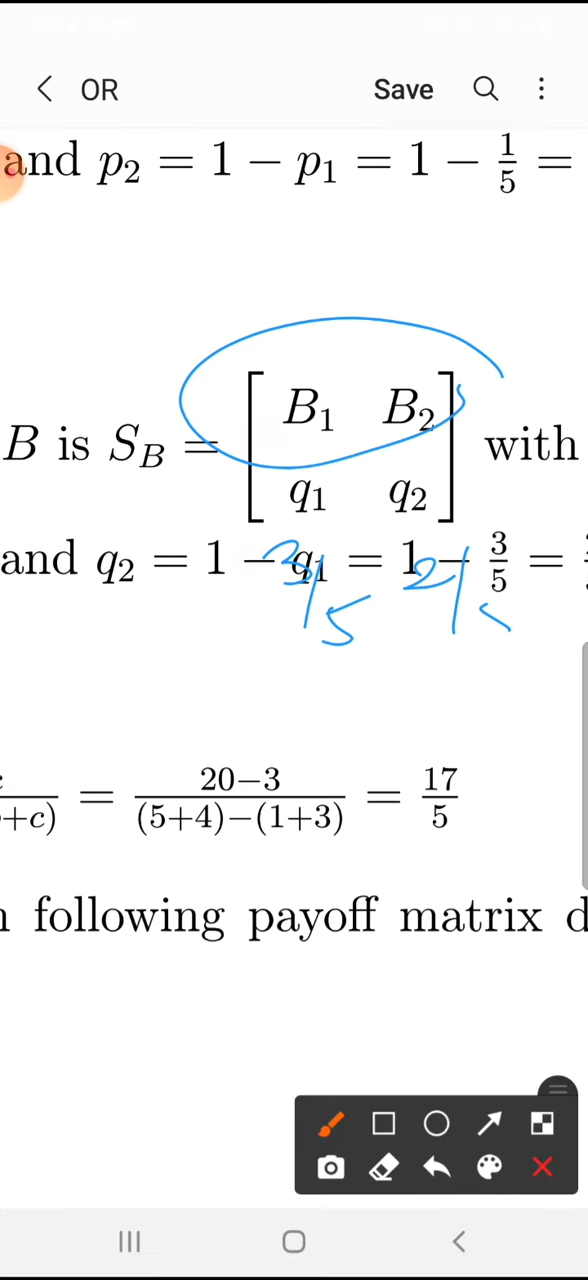 OR Save
and p₂ = 1 − p₁ = 1 − 1/5 =
B₁ B₂
B is S_B = [ ] with
q₁ q₂
and q₂ = 1 − q₁ = 1 − 3/5 =
3/5 2/5
+c) = 20−3/(5+4)−(1+3) = 17/5
following payoff matrix d